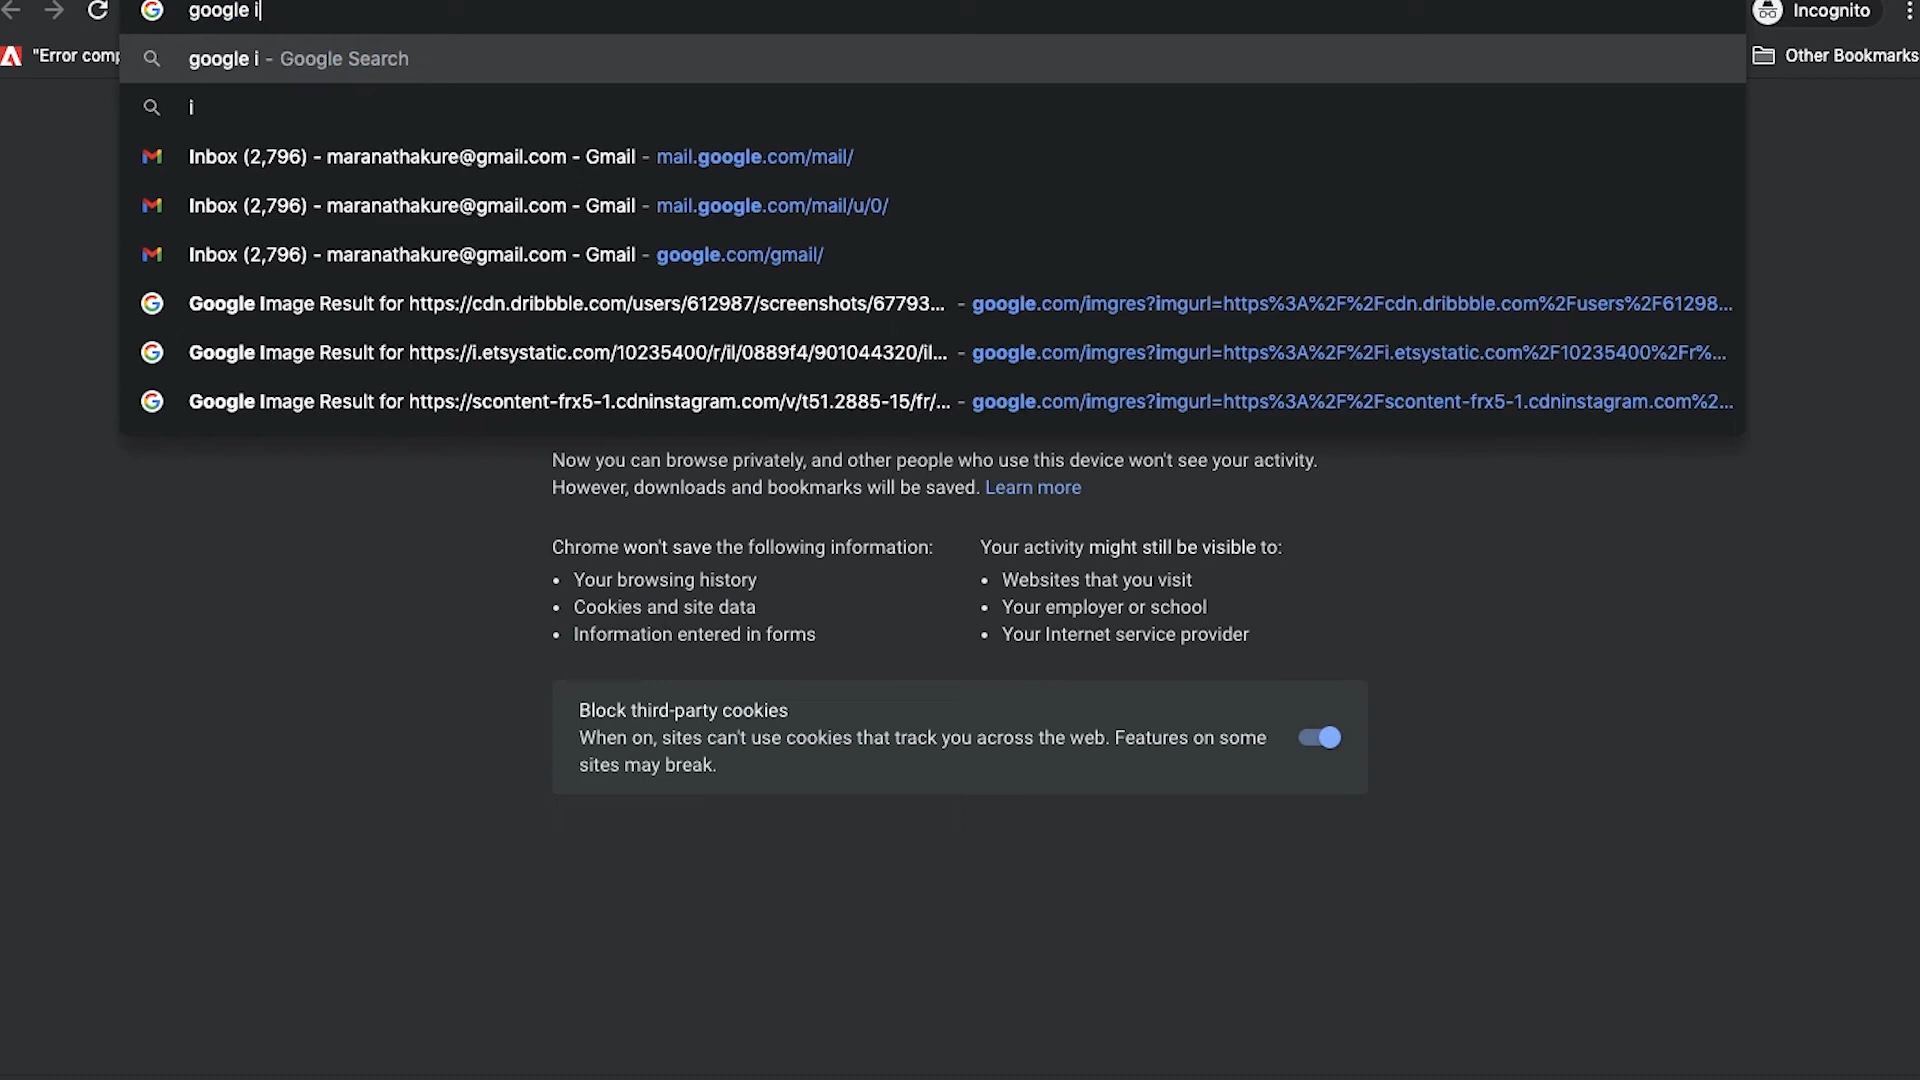 google i
Incognito
"Error comp
Other Bookmarks
google i - Google Search
i
Inbox (2,796) - maranathakure@gmail.com - Gmail - mail.google.com/mail/
Inbox (2,796) - maranathakure@gmail.com - Gmail - mail.google.com/mail/u/0/
Inbox (2,796) - maranathakure@gmail.com - Gmail - google.com/gmail/
Google Image Result for https://cdn.dribbble.com/users/612987/screenshots/67793... - google.com/imgres?imgurl=https%3A%2F%2Fcdn.dribbble.com%2Fusers%2F61298...
Google Image Result for https://i.etsystatic.com/10235400/r/il/0889f4/901044320/il... - google.com/imgres?imgurl=https%3A%2F%2Fi.etsystatic.com%2F10235400%2Fr%...
Google Image Result for https://scontent-frx5-1.cdninstagram.com/v/t51.2885-15/fr/... - google.com/imgres?imgurl=https%3A%2F%2Fscontent-frx5-1.cdninstagram.com%2...
Now you can browse privately, and other people who use this device won't see your activity.
However, downloads and bookmarks will be saved. Learn more
Chrome won't save the following information:
• Your browsing history
• Cookies and site data
• Information entered in forms
Your activity might still be visible to:
• Websites that you visit
• Your employer or school
• Your Internet service provider
Block third-party cookies
When on, sites can't use cookies that track you across the web. Features on some
sites may break.